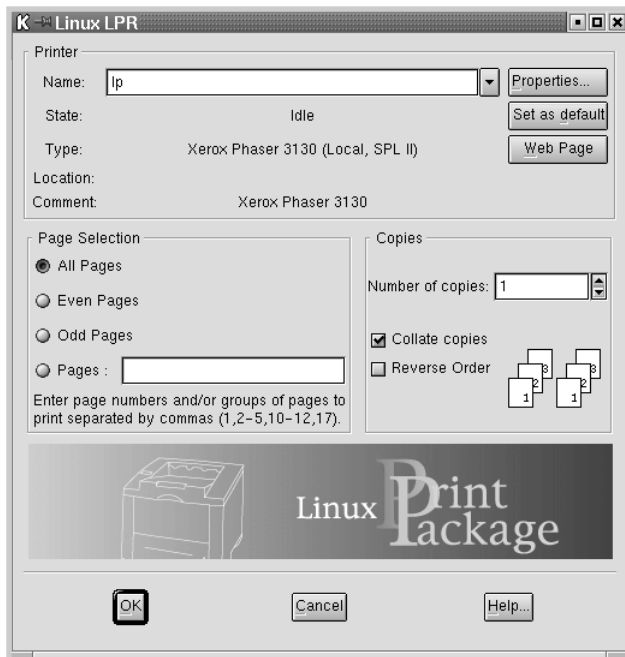 Linux LPR
Printer
Name: lp Properties...
State: Idle Set as default
Type: Xerox Phaser 3130 (Local, SPL II) Web Page
Location:
Comment: Xerox Phaser 3130
Page Selection
All Pages
Even Pages
Odd Pages
Pages :
Enter page numbers and/or groups of pages to
print separated by commas (1,2-5,10-12,17).
Copies
Number of copies: 1
Collate copies
Reverse Order
3 3
2 2
1 1
Linux Print
Package
OK Cancel Help...